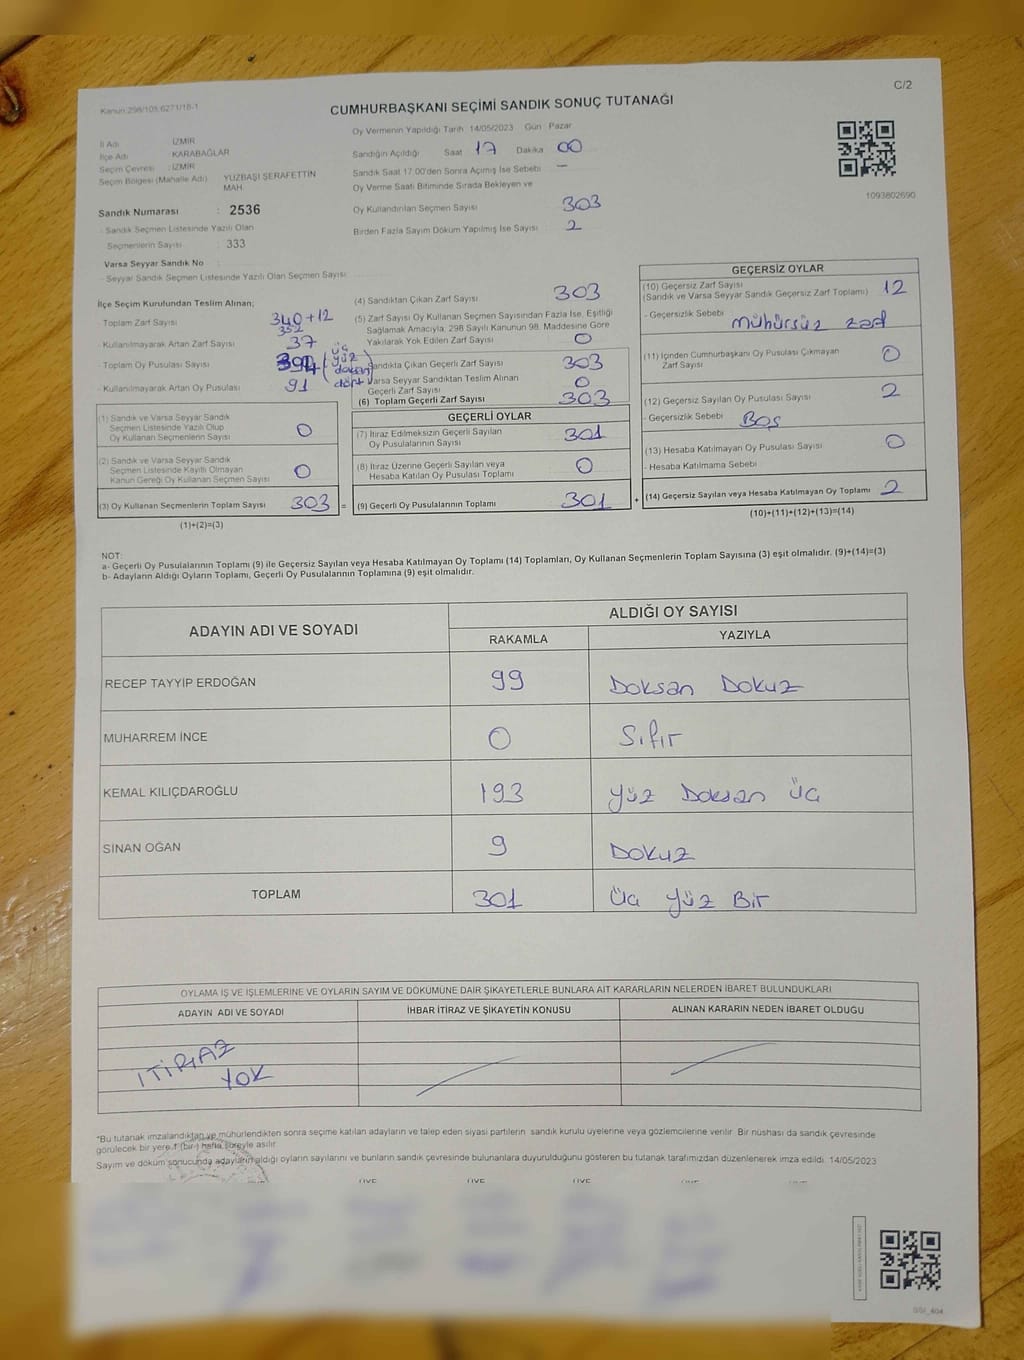 Kanun:298/105,6271/18-1
C/2
CUMHURBAŞKANI SEÇİMİ SANDIK SONUÇ TUTANAĞI
Oy Vermenin Yapıldığı Tarih 14/05/2023 Gün Pazar
İl Adı : İZMİR
İlçe Adı : KARABAĞLAR
Seçim Çevresi : İZMİR
Seçim Bölgesi (Mahalle Adı) : YÜZBAŞI ŞERAFETTİN
MAH
Sandığın Açıldığı Saat 17 Dakika 00
Sandık Saat 17.00'den Sonra Açılmış İse Sebebi —
Oy Verme Saati Bitiminde Sırada Bekleyen ve
Oy Kullandırılan Seçmen Sayısı 303
Birden Fazla Sayım Döküm Yapılmış İse Sayısı 2
1093802690
Sandık Numarası : 2536
- Sandık Seçmen Listesinde Yazılı Olan
Seçmenlerin Sayısı : 333
Varsa Seyyar Sandık No :
- Seyyar Sandık Seçmen Listesinde Yazılı Olan Seçmen Sayısı:
İlçe Seçim Kurulundan Teslim Alınan;
- Toplam Zarf Sayısı 340+12
352
- Kullanılmayarak Artan Zarf Sayısı 37
- Toplam Oy Pusulası Sayısı 394 (üç
yüz
doksan
dört
- Kullanılmayarak Artan Oy Pusulası 91
(1) Sandık ve Varsa Seyyar Sandık
Seçmen Listesinde Yazılı Olup
Oy Kullanan Seçmenlerin Sayısı 0
(2) Sandık ve Varsa Seyyar Sandık
Seçmen Listesinde Kayıtlı Olmayan
Kanun Gereği Oy Kullanan Seçmen Sayısı 0
(3) Oy Kullanan Seçmenlerin Toplam Sayısı 303 =
(1)+(2)=(3)
(4) Sandıktan Çıkan Zarf Sayısı 303
(5) Zarf Sayısı Oy Kullanan Seçmen Sayısından Fazla İse, Eşitliği
Sağlamak Amacıyla, 298 Sayılı Kanunun 98. Maddesine Göre
Yakılarak Yok Edilen Zarf Sayısı 0
Sandıkta Çıkan Geçerli Zarf Sayısı 303
Varsa Seyyar Sandıktan Teslim Alınan
Geçerli Zarf Sayısı 0
(6) Toplam Geçerli Zarf Sayısı 303
GEÇERLİ OYLAR
(7) İtiraz Edilmeksizin Geçerli Sayılan
Oy Pusulalarının Sayısı 301
(8) İtiraz Üzerine Geçerli Sayılan veya
Hesaba Katılan Oy Pusulası Toplamı 0
(9) Geçerli Oy Pusulalarının Toplamı 301 +
GEÇERSİZ OYLAR
(10) Geçersiz Zarf Sayısı
(Sandık ve Varsa Seyyar Sandık Geçersiz Zarf Toplamı) 12
- Geçersizlik Sebebi mühürsüz zarf
(11) İçinden Cumhurbaşkanı Oy Pusulası Çıkmayan
Zarf Sayısı 0
(12) Geçersiz Sayılan Oy Pusulası Sayısı 2
- Geçersizlik Sebebi Boş
(13) Hesaba Katılmayan Oy Pusulası Sayısı 0
- Hesaba Katılmama Sebebi
(14) Geçersiz Sayılan veya Hesaba Katılmayan Oy Toplamı 2
(10)+(11)+(12)+(13)=(14)
NOT:
a- Geçerli Oy Pusulalarının Toplamı (9) ile Geçersiz Sayılan veya Hesaba Katılmayan Oy Toplamı (14) Toplamları, Oy Kullanan Seçmenlerin Toplam Sayısına (3) eşit olmalıdır. (9)+(14)=(3)
b- Adayların Aldığı Oyların Toplamı, Geçerli Oy Pusulalarının Toplamına (9) eşit olmalıdır.
ADAYIN ADI VE SOYADI
ALDIĞI OY SAYISI
RAKAMLA YAZIYLA
RECEP TAYYİP ERDOĞAN 99 Doksan Dokuz
MUHARREM İNCE 0 Sıfır
KEMAL KILIÇDAROĞLU 193 Yüz Doksan Üç
SİNAN OĞAN 9 Dokuz
TOPLAM 301 Üç Yüz Bir
OYLAMA İŞ VE İŞLEMLERİNE VE OYLARIN SAYIM VE DÖKÜMÜNE DAİR ŞİKAYETLERLE BUNLARA AİT KARARLARIN NELERDEN İBARET BULUNDUKLARI
ADAYIN ADI VE SOYADI İHBAR İTİRAZ VE ŞİKAYETİN KONUSU ALINAN KARARIN NEDEN İBARET OLDUĞU
İTİRAZ
YOK
*Bu tutanak imzalandıktan ve mühürlendikten sonra seçime katılan adayların ve talep eden siyasi partilerin sandık kurulu üyelerine veya gözlemcilerine verilir. Bir nüshası da sandık çevresinde
görülecek bir yere 1 (bir) hafta süreyle asılır.
Sayım ve döküm sonucunda adayların aldığı oyların sayılarını ve bunların sandık çevresinde bulunanlara duyurulduğunu gösteren bu tutanak tarafımızdan düzenlenerek imza edildi. 14/05/2023